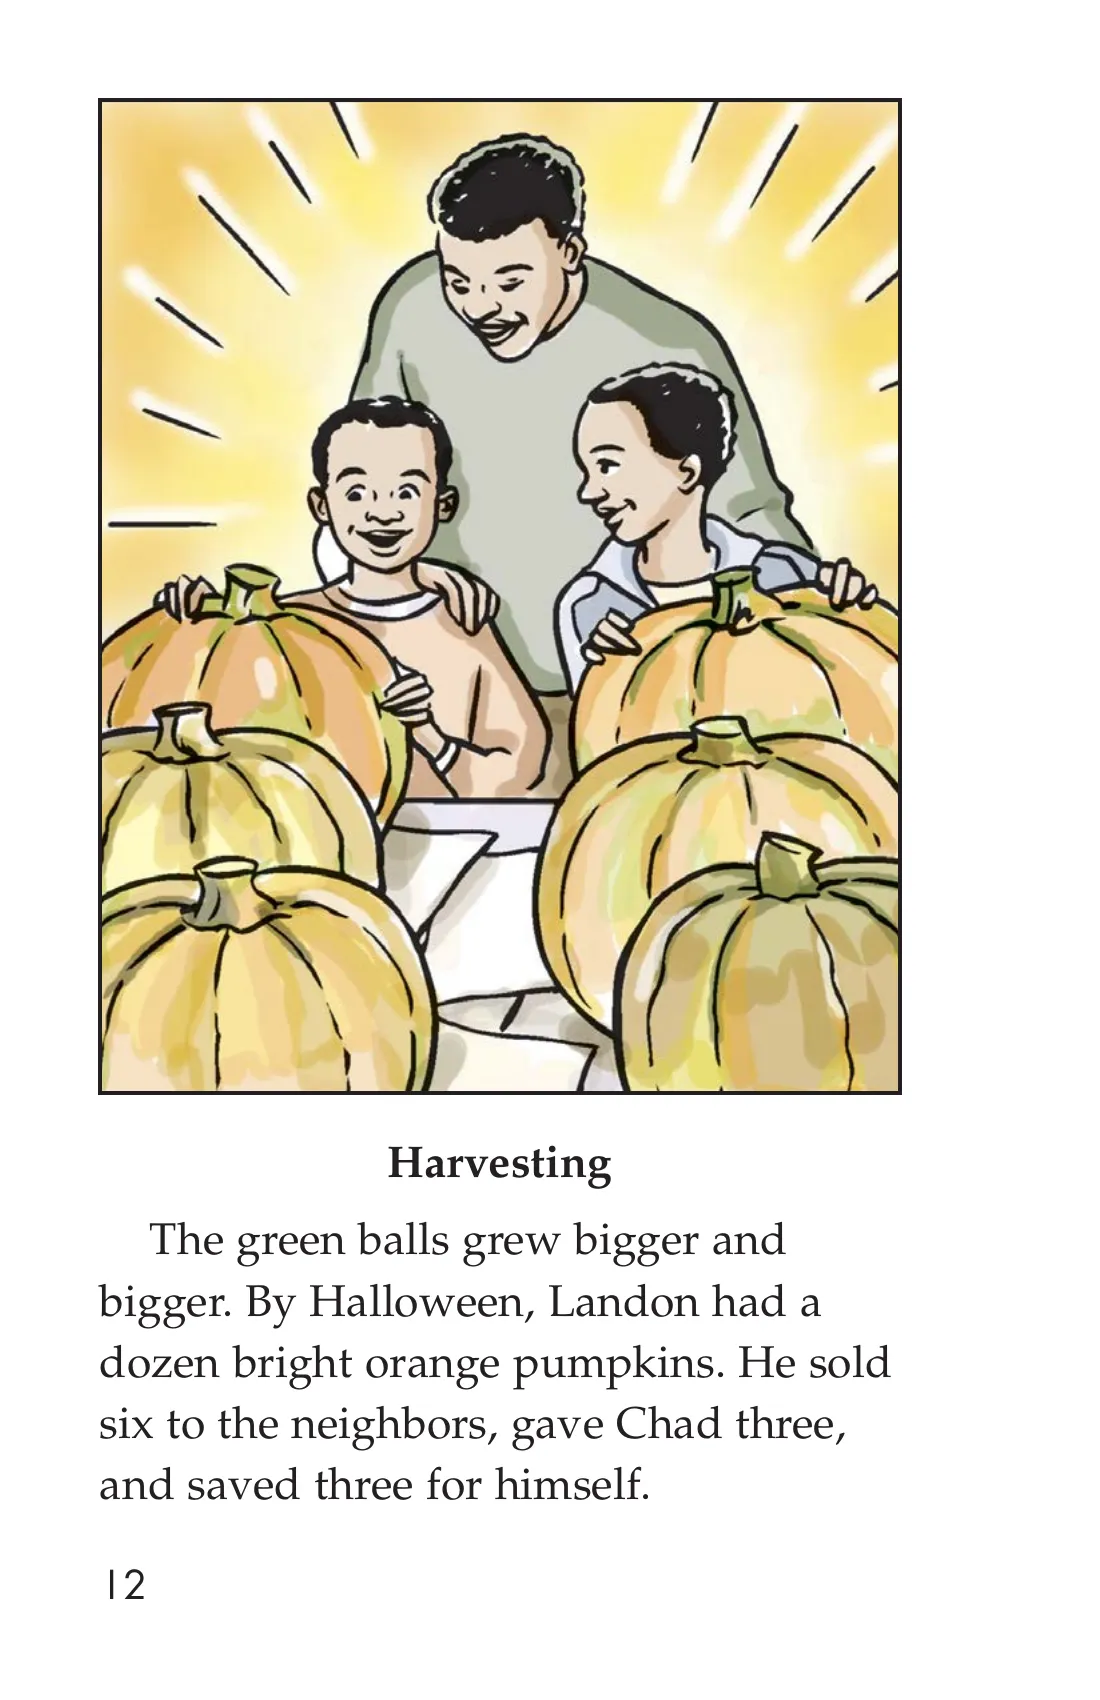 Harvesting
The green balls grew bigger and
bigger. By Halloween, Landon had a
dozen bright orange pumpkins. He sold
six to the neighbors, gave Chad three,
and saved three for himself.
12